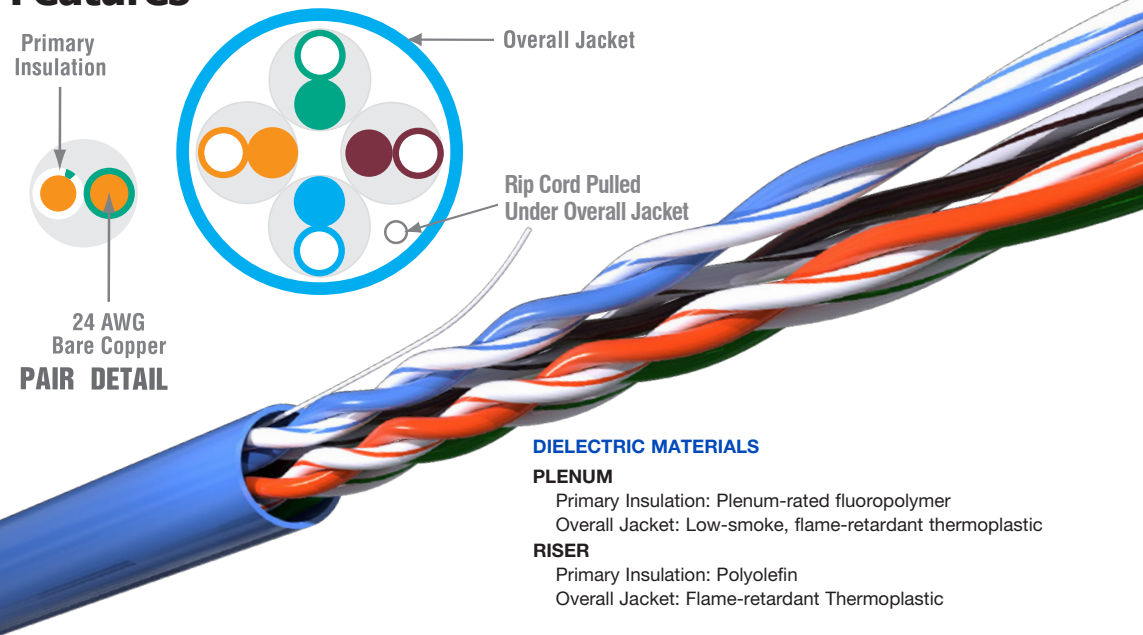 Features
Primary
Insulation
Overall Jacket
Rip Cord Pulled
Under Overall Jacket
24 AWG
Bare Copper
PAIR DETAIL
DIELECTRIC MATERIALS
PLENUM
Primary Insulation: Plenum-rated fluoropolymer
Overall Jacket: Low-smoke, flame-retardant thermoplastic
RISER
Primary Insulation: Polyolefin
Overall Jacket: Flame-retardant Thermoplastic